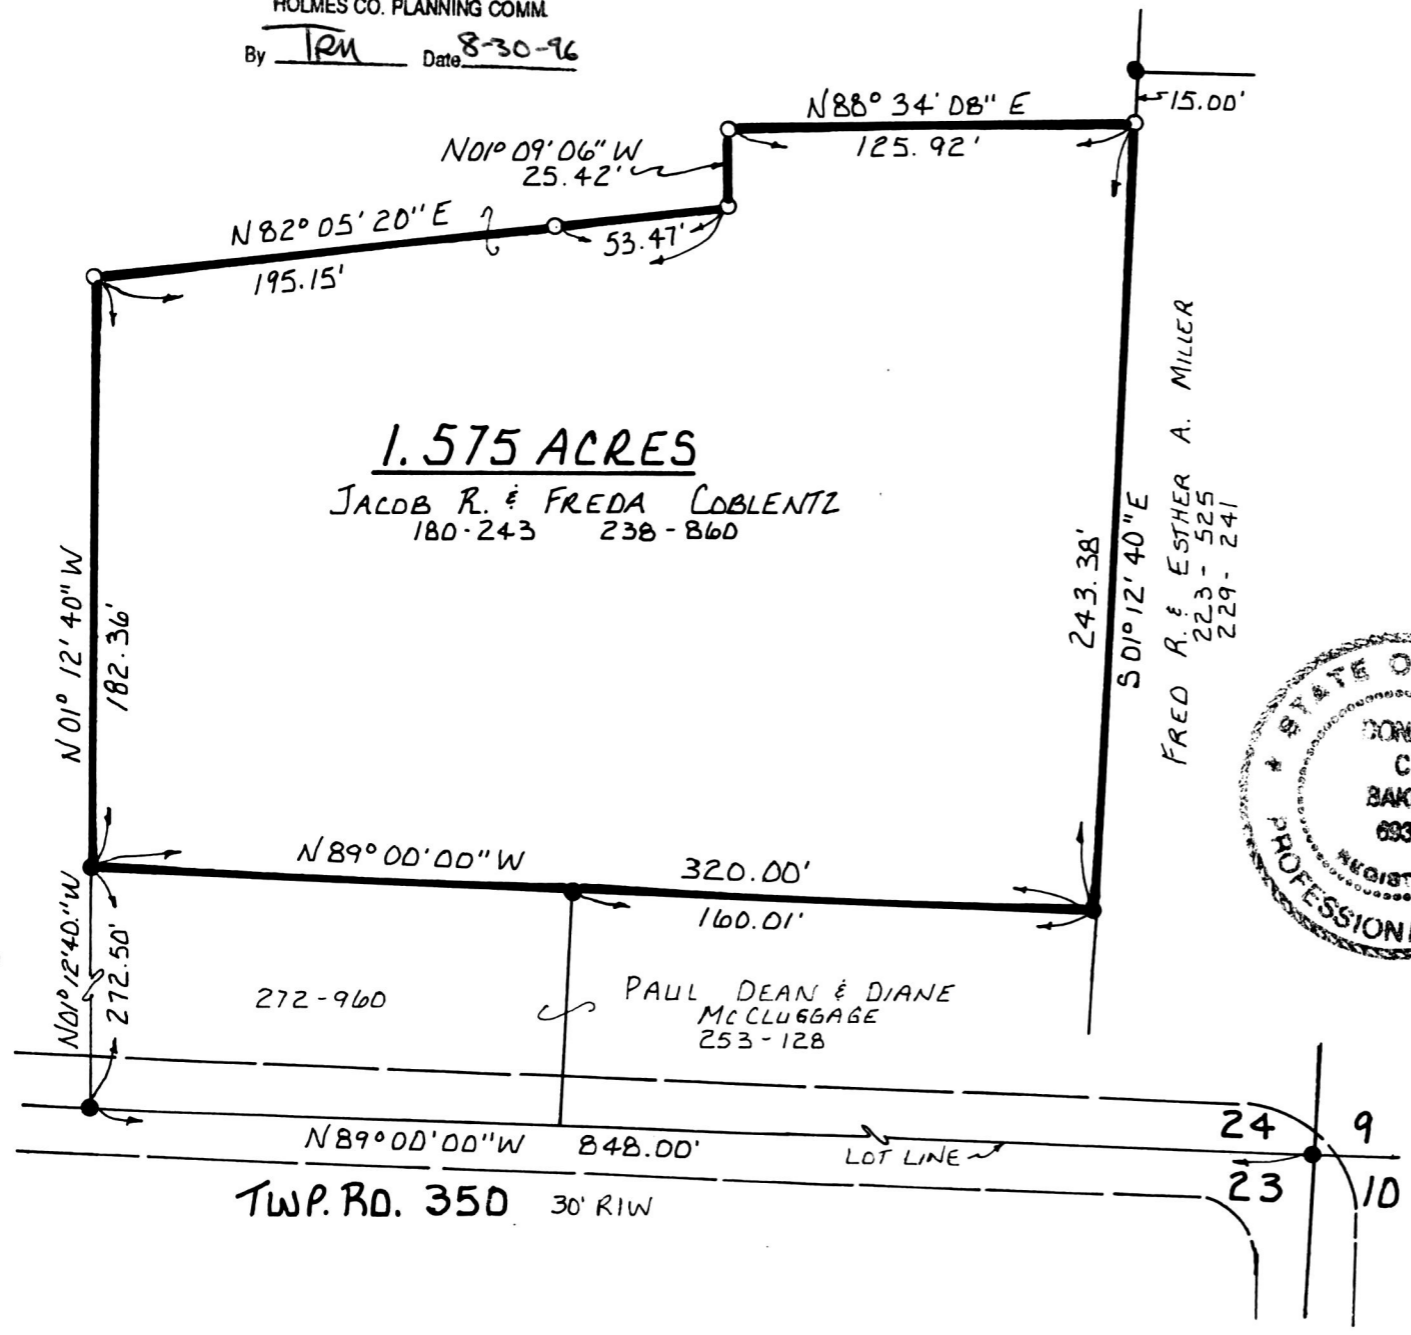 HOLMES CO. PLANNING COMM.
By TRM Date 8-30-96
N88° 34' 08" E
125.92'
15.00'
N01° 09' 06" W
25.42'
N82° 05' 20" E
195.15'
53.47'
1.575 ACRES
JACOB R. & FREDA COBLENTZ
180-243 238-860
N01° 12' 40" W
182.36'
243.38'
S01° 12' 40" E
FRED R. & ESTHER A. MILLER
223-525
229-241
N89° 00' 00" W 320.00'
160.01'
N01° 12' 40" W
272.50'
272-960
PAUL DEAN & DIANE
McCLUGGAGE
253-128
N89° 00' 00" W 848.00'
LOT LINE
24 9
23 10
TWP. RD. 350 30' R/W
STATE O
PROFESSION